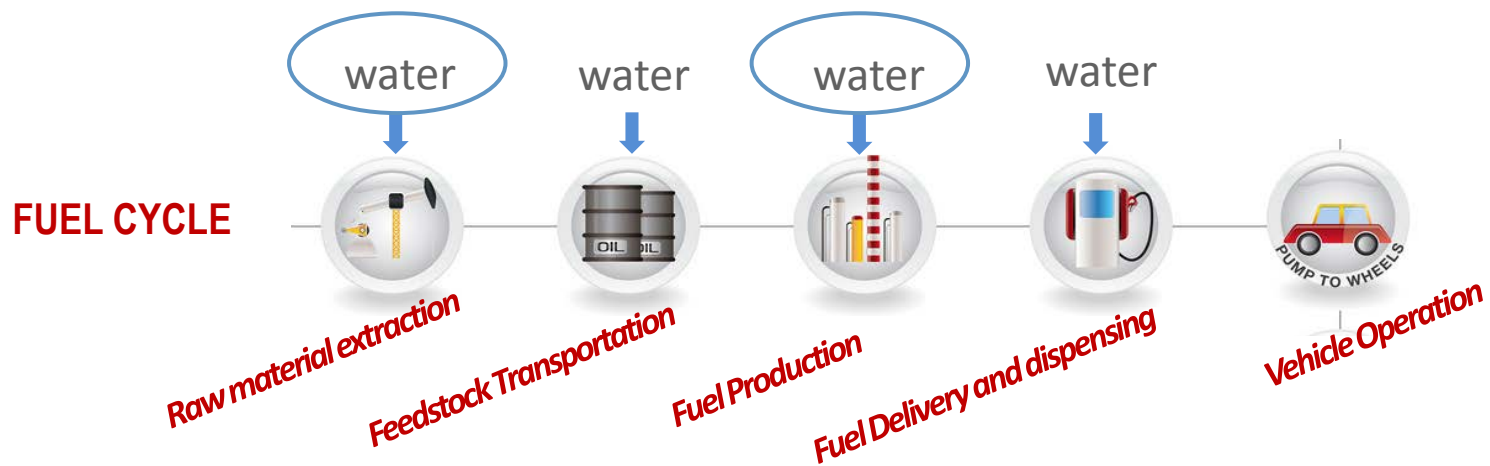 water
water
water
water
FUEL CYCLE
OIL
OIL
PUMP TO WHEELS
Raw material extraction
Feedstock Transportation
Fuel Production
Fuel Delivery and dispensing
Vehicle Operation